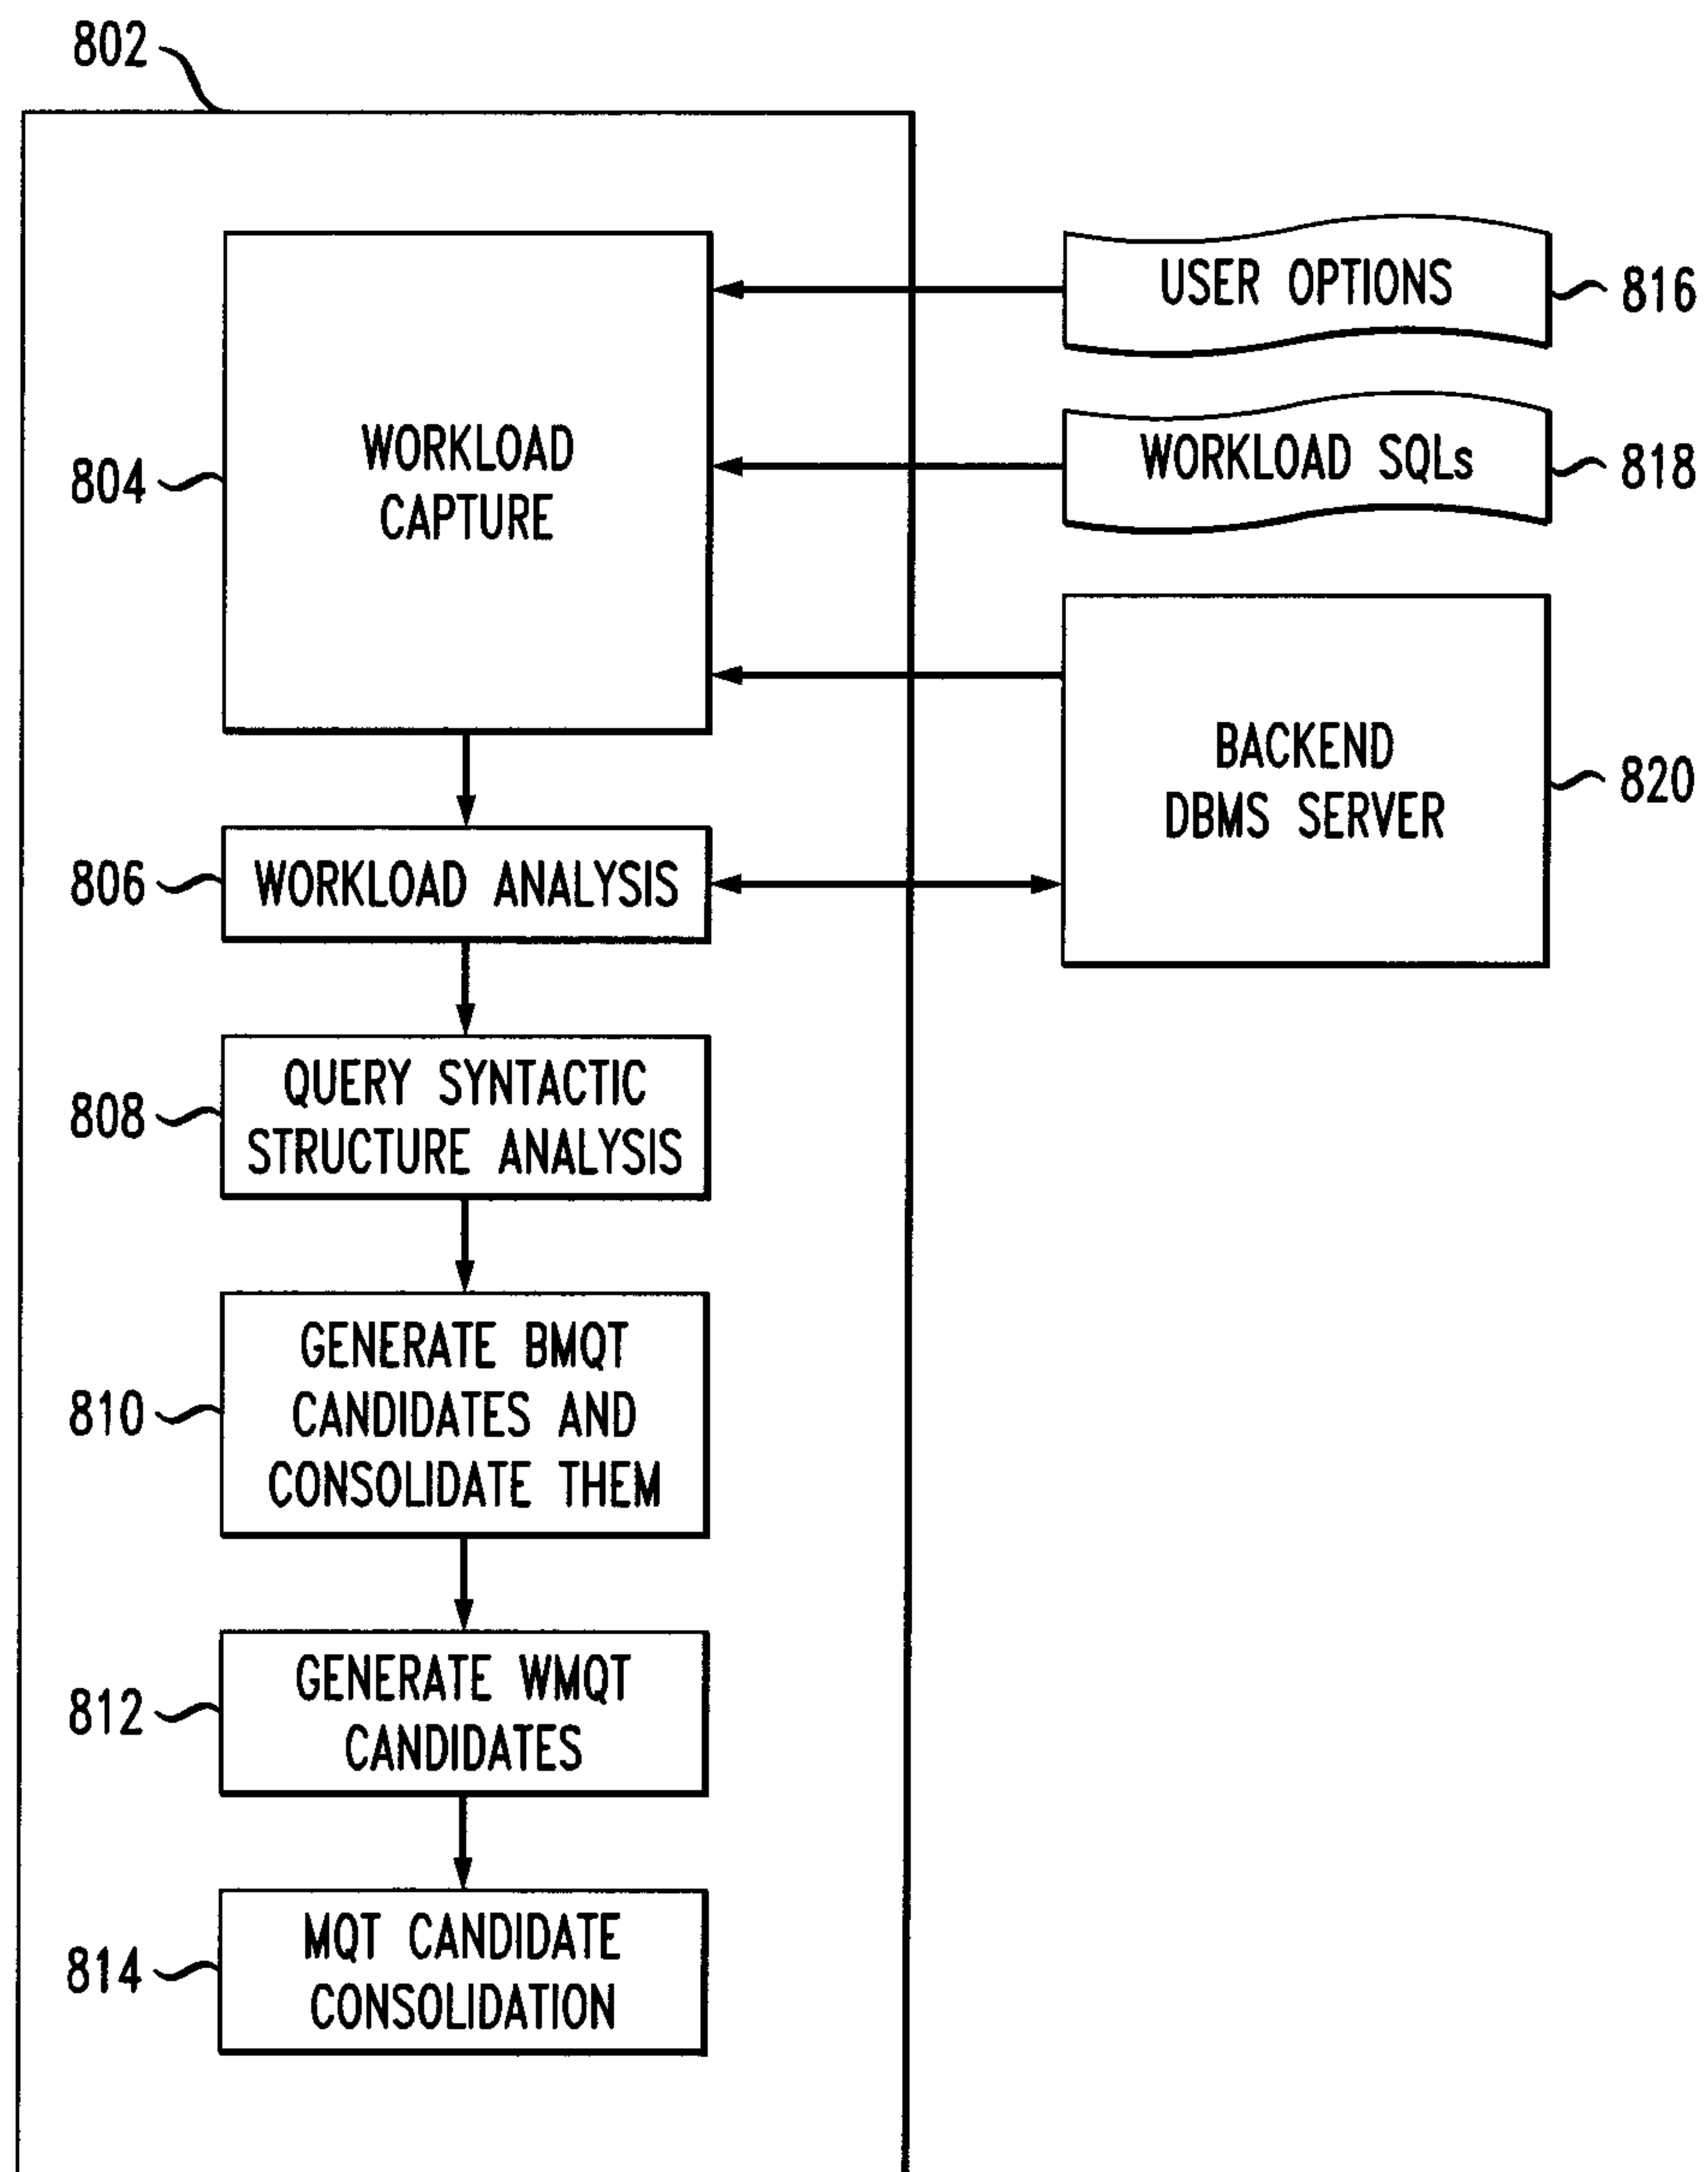 802
USER OPTIONS
816
WORKLOAD
CAPTURE
804
WORKLOAD SQLs
818
BACKEND
DBMS SERVER
820
806
WORKLOAD ANALYSIS
808
QUERY SYNTACTIC
STRUCTURE ANALYSIS
810
GENERATE BMQT
CANDIDATES AND
CONSOLIDATE THEM
812
GENERATE WMQT
CANDIDATES
814
MQT CANDIDATE
CONSOLIDATION